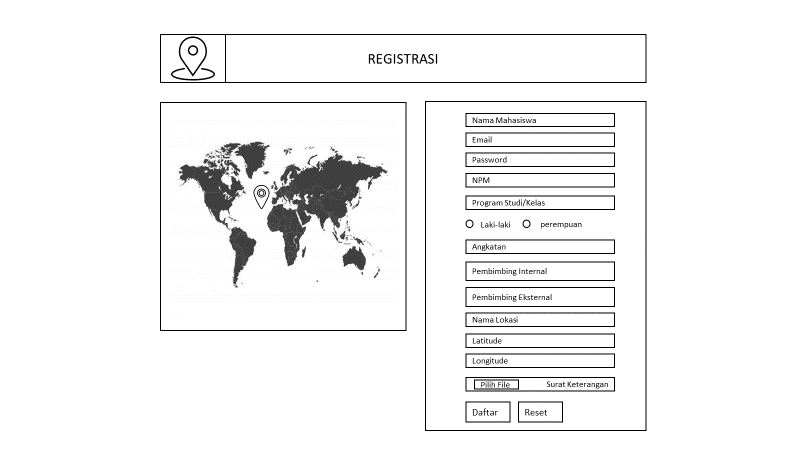 REGISTRASI
Nama Mahasiswa
Email
Password
NPM
Program Studi/Kelas
Laki-laki perempuan
Angkatan
Pembimbing Internal
Pembimbing Eksternal
Nama Lokasi
Latitude
Longitude
Pilih File Surat Keterangan
Daftar Reset